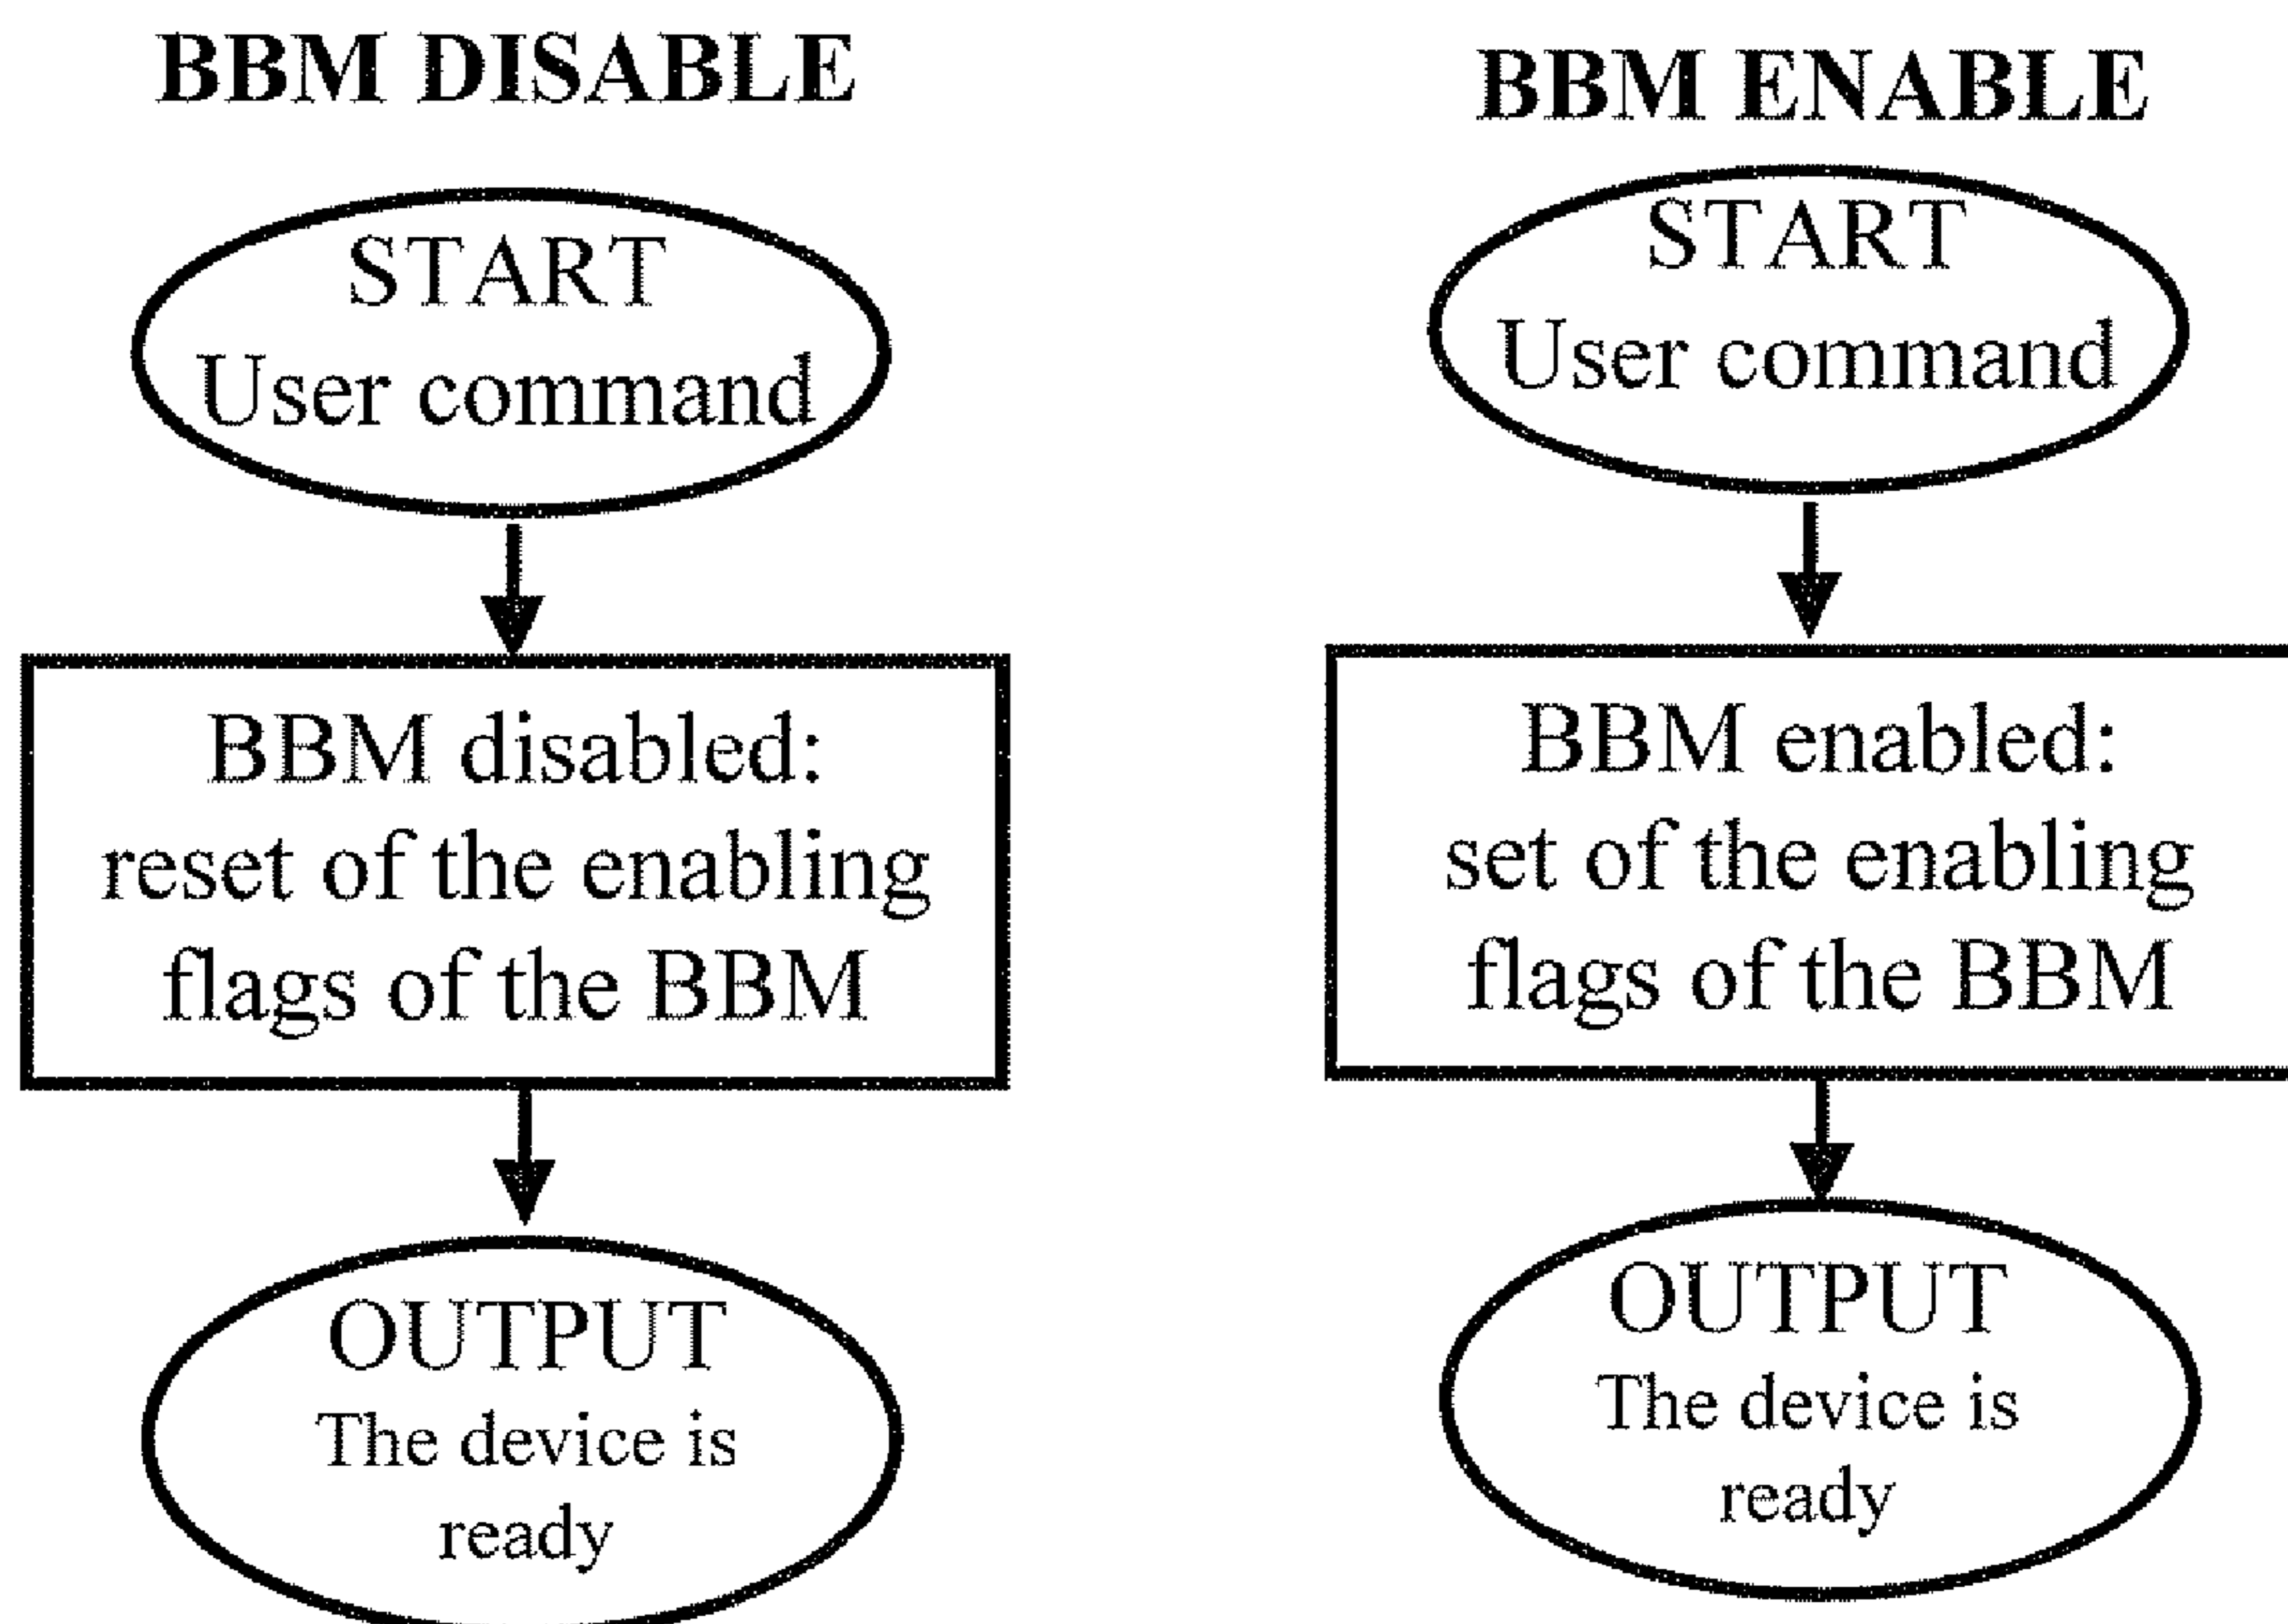 BBM DISABLE
START
User command
BBM disabled:
reset of the enabling
flags of the BBM
OUTPUT
The device is
ready
BBM ENABLE
START
User command
BBM enabled:
set of the enabling
flags of the BBM
OUTPUT
The device is
ready